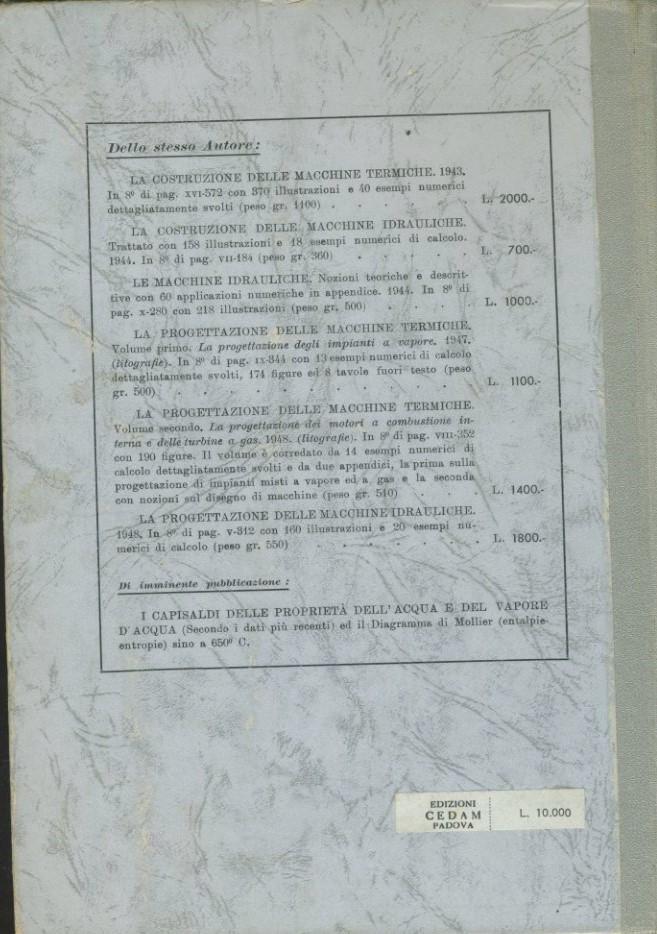 Dello stesso Autore:
LA COSTRUZIONE DELLE MACCHINE TERMICHE. 1943.
In 8º di pag. XVI-572 con 370 illustrazioni e 40 esempi numerici
dettagliatamente svolti (peso gr. 1100) . . . . . . L. 2000.-
LA COSTRUZIONE DELLE MACCHINE IDRAULICHE.
Trattato con 158 illustrazioni e 18 esempi numerici di calcolo.
1944. In 8º di pag. VII-184 (peso gr. 360) . . . . . L. 700.-
LE MACCHINE IDRAULICHE. Nozioni teoriche e descrit-
tive con 60 applicazioni numeriche in appendice. 1944. In 8º di
pag. X-280 con 218 illustrazioni (peso gr. 500) . . . . L. 1000.-
LA PROGETTAZIONE DELLE MACCHINE TERMICHE.
Volume primo. La progettazione degli impianti a vapore. 1947.
(litografie). In 8º di pag. IX-344 con 13 esempi numerici di calcolo
dettagliatamente svolti, 174 figure ed 8 tavole fuori testo (peso
gr. 500) . . . . . . . . . . . L. 1100.-
LA PROGETTAZIONE DELLE MACCHINE TERMICHE.
Volume secondo. La progettazione dei motori a combustione in-
terna e delle turbine a gas. 1948. (litografie). In 8º di pag. VIII-352
con 190 figure. Il volume è corredato da 14 esempi numerici di
calcolo dettagliatamente svolti e da due appendici, la prima sulla
progettazione di impianti misti a vapore ed a gas e la seconda
con nozioni sul disegno di macchine (peso gr. 510) . . . L. 1400.-
LA PROGETTAZIONE DELLE MACCHINE IDRAULICHE.
1948. In 8º di pag. V-312 con 160 illustrazioni e 20 esempi nu-
merici di calcolo (peso gr. 550) . . . . . . . L. 1800.-
Di imminente pubblicazione:
I CAPISALDI DELLE PROPRIETÀ DELL'ACQUA E DEL VAPORE
D'ACQUA (Secondo i dati più recenti) ed il Diagramma di Mollier (entalpie-
entropie) sino a 650º C.
EDIZIONI
CEDAM L. 10.000
PADOVA